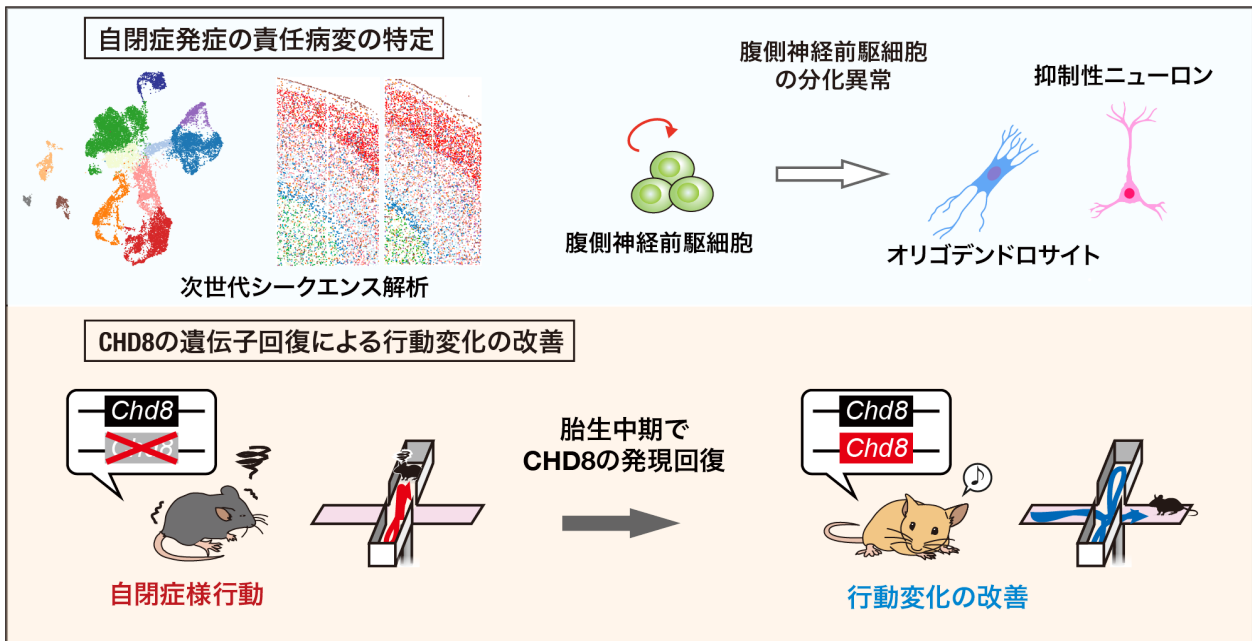 自閉症発症の責任病変の特定
腹側神経前駆細胞
の分化異常
抑制性ニューロン
腹側神経前駆細胞
オリゴデンドロサイト
次世代シークエンス解析
CHD8の遺伝子回復による行動変化の改善
Chd8
Chd8
胎生中期で
CHD8の発現回復
Chd8
Chd8
自閉症様行動
行動変化の改善